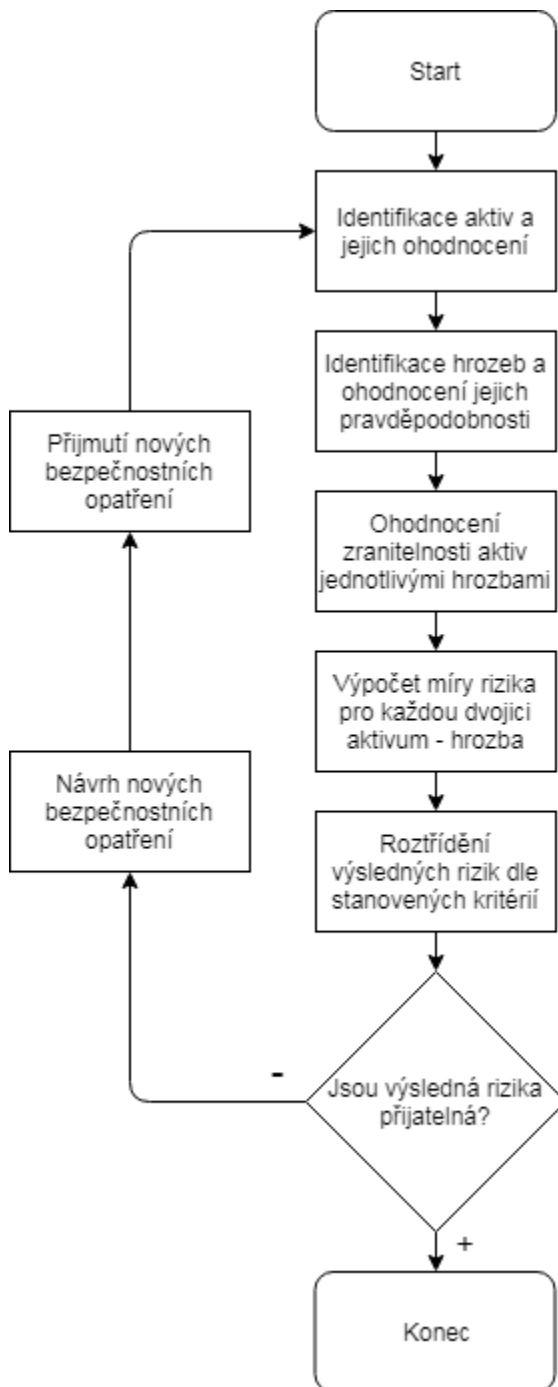 Start
Identifikace aktiv a
jejich ohodnocení
Identifikace hrozeb a
ohodnocení jejich
pravděpodobnosti
Přijmutí nových
bezpečnostních
opatření
Ohodnocení
zranitelnosti aktiv
jednotlivými hrozbami
Výpočet míry rizika
pro každou dvojici
aktivum - hrozba
Návrh nových
bezpečnostních
opatření
Roztřídění
výsledných rizik dle
stanovených kritérií
-
Jsou výsledná rizika
přijatelná?
+
Konec